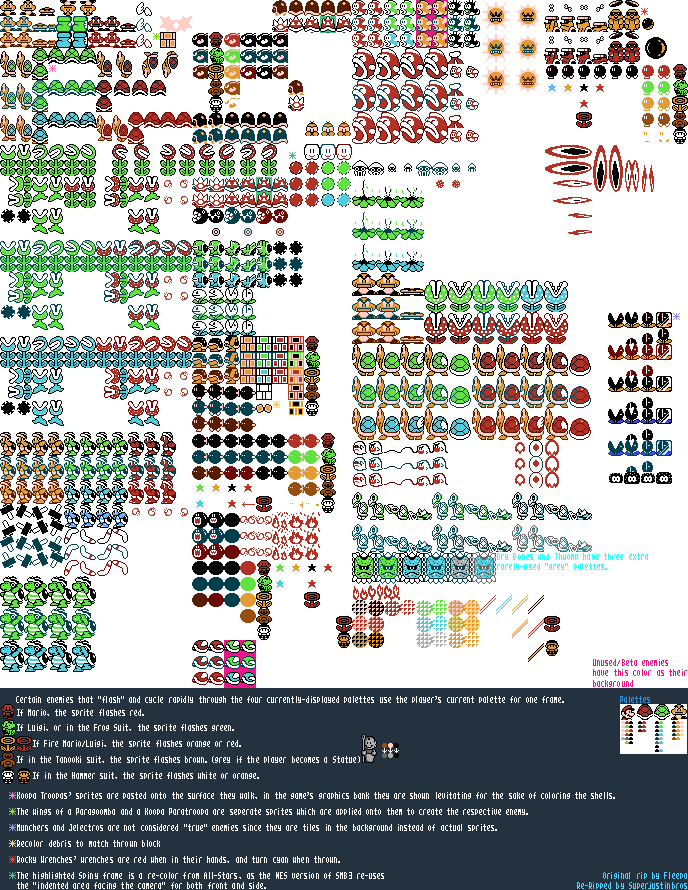 Dry Bones and Thwomp have three extra
rarely-used "grey" palettes.
Unused/Beta enemies
have this color as their
background
Certain enemies that "flash" and cycle rapidly through the four currently-displayed palettes use the player's current palette for one frame.
Palettes
If Mario, the sprite flashes red.
If Luigi, or in the Frog Suit, the sprite flashes green.
If Fire Mario/Luigi, the sprite flashes orange or red.
If in the Tanooki suit, the sprite flashes brown. (grey if the player becomes a Statue)
If in the Hammer suit, the sprite flashes white or orange.
Koopa Troopas' sprites are pasted onto the surface they walk, in the game's graphics bank they are shown levitating for the sake of coloring the shells.
The wings of a Paragoomba and a Koopa Paratroopa are seperate sprites which are applied onto them to create the respective enemy.
Munchers and Jelectros are not considered "true" enemies since they are tiles in the background instead of actual sprites.
Recolor debris to match thrown block
Rocky Wrenches' wrenches are red when in their hands, and turn cyan when thrown.
The highlighted Spiny frame is a re-color from All-Stars, as the NES version of SMB3 re-uses
the "indented area facing the camera" for both front and side.
Original rip by Fleepa
Re-Ripped by Superjustinbros